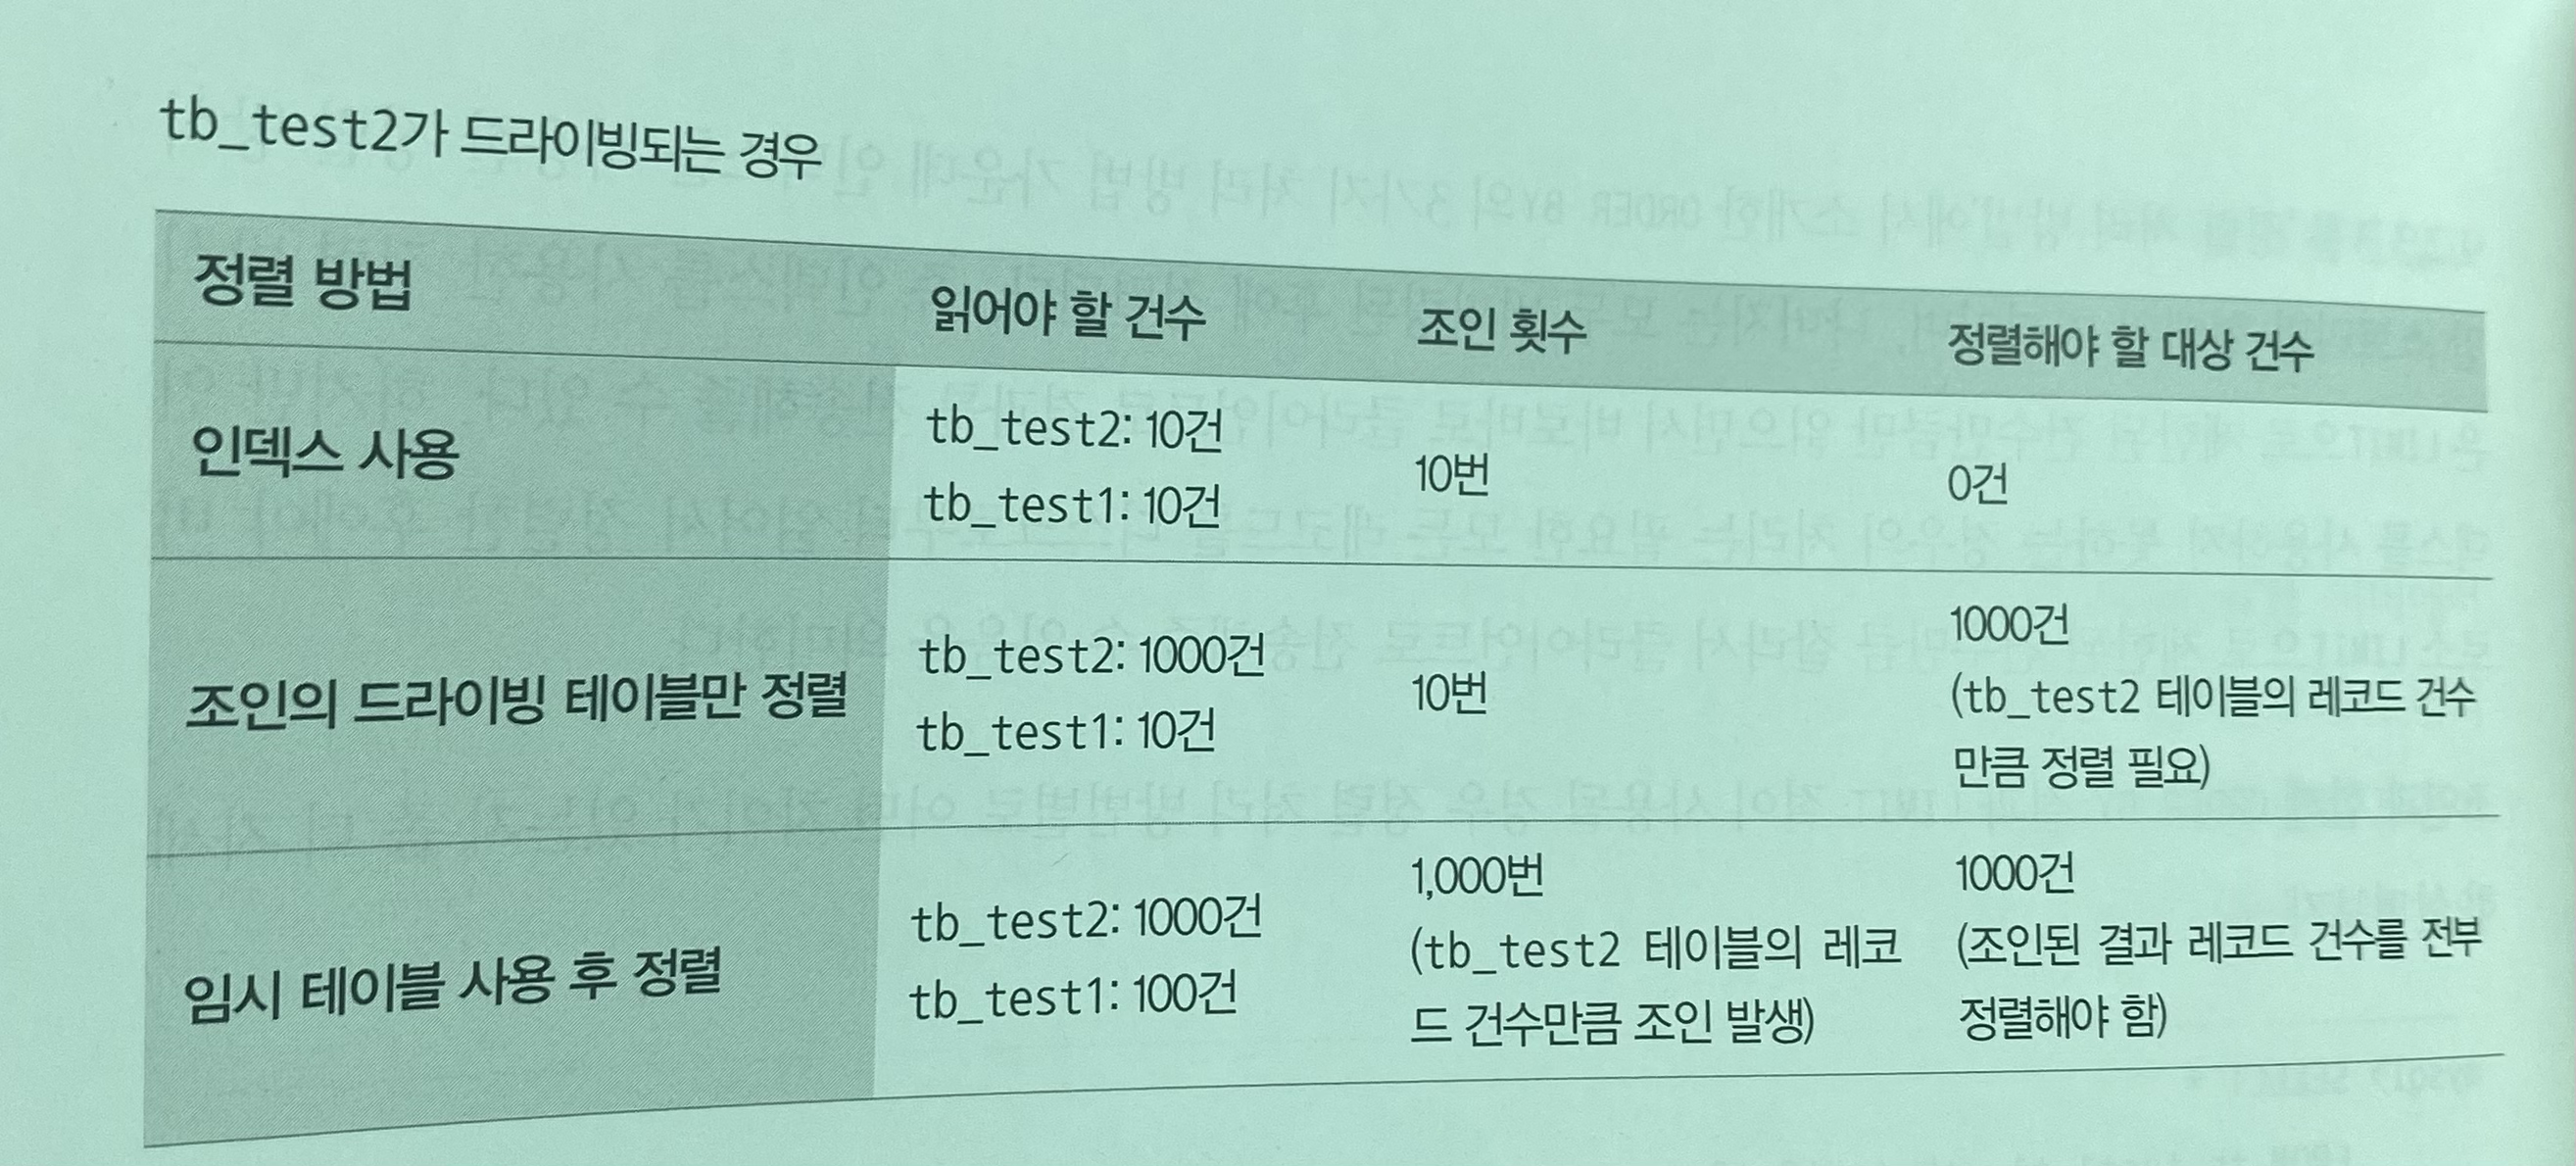 tb_test2가 드라이빙되는 경우
정렬 방법 읽어야 할 건수 조인 횟수 정렬해야 할 대상 건수
인덱스 사용
tb_test2: 10건
tb_test1: 10건
10번
0건
조인의 드라이빙 테이블만 정렬
tb_test2: 1000건
tb_test1: 10건
10번
1000건
(tb_test2 테이블의 레코드 건수
만큼 정렬 필요)
임시 테이블 사용 후 정렬
tb_test2: 1000건
tb_test1: 100건
1,000번
(tb_test2 테이블의 레코
드 건수만큼 조인 발생)
1000건
(조인된 결과 레코드 건수를 전부
정렬해야 함)